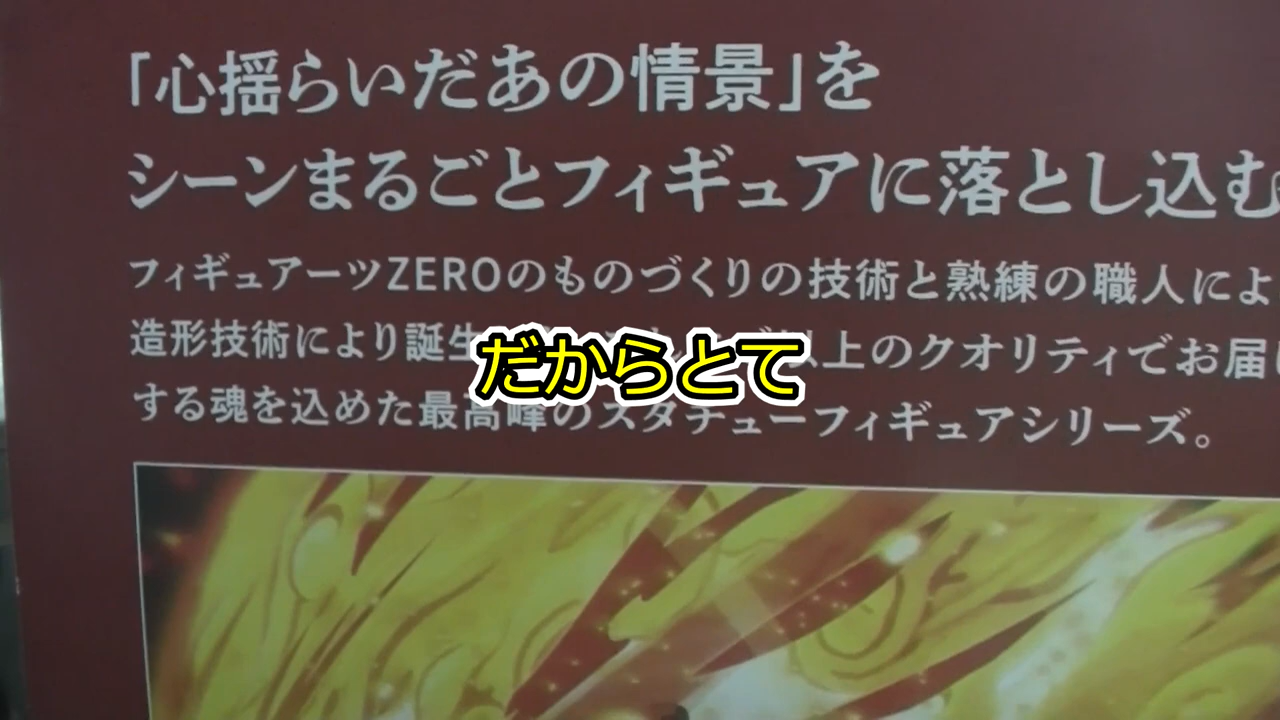 「心揺らいだあの情景」を
シーンまるごとフィギュアに落とし込む
フィギュアーツZEROのものづくりの技術と熟練の職人によ
造形技術により誕生 以上のクオリティでお届け
だからとて
する魂を込めた最高峰のスタチューフィギュアシリーズ。